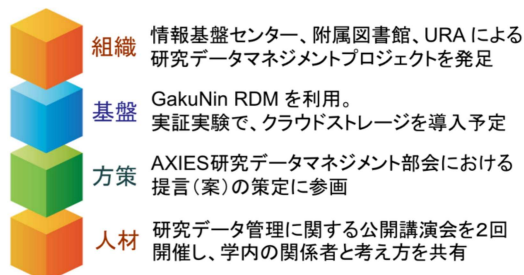 組織
情報基盤センター、附属図書館、URA による
研究データマネジメントプロジェクトを発足
基盤
GakuNin RDM を利用。
実証実験で、クラウドストレージを導入予定
方策
AXIES研究データマネジメント部会における
提言（案）の策定に参画
人材
研究データ管理に関する公開講演会を２回
開催し、学内の関係者と考え方を共有